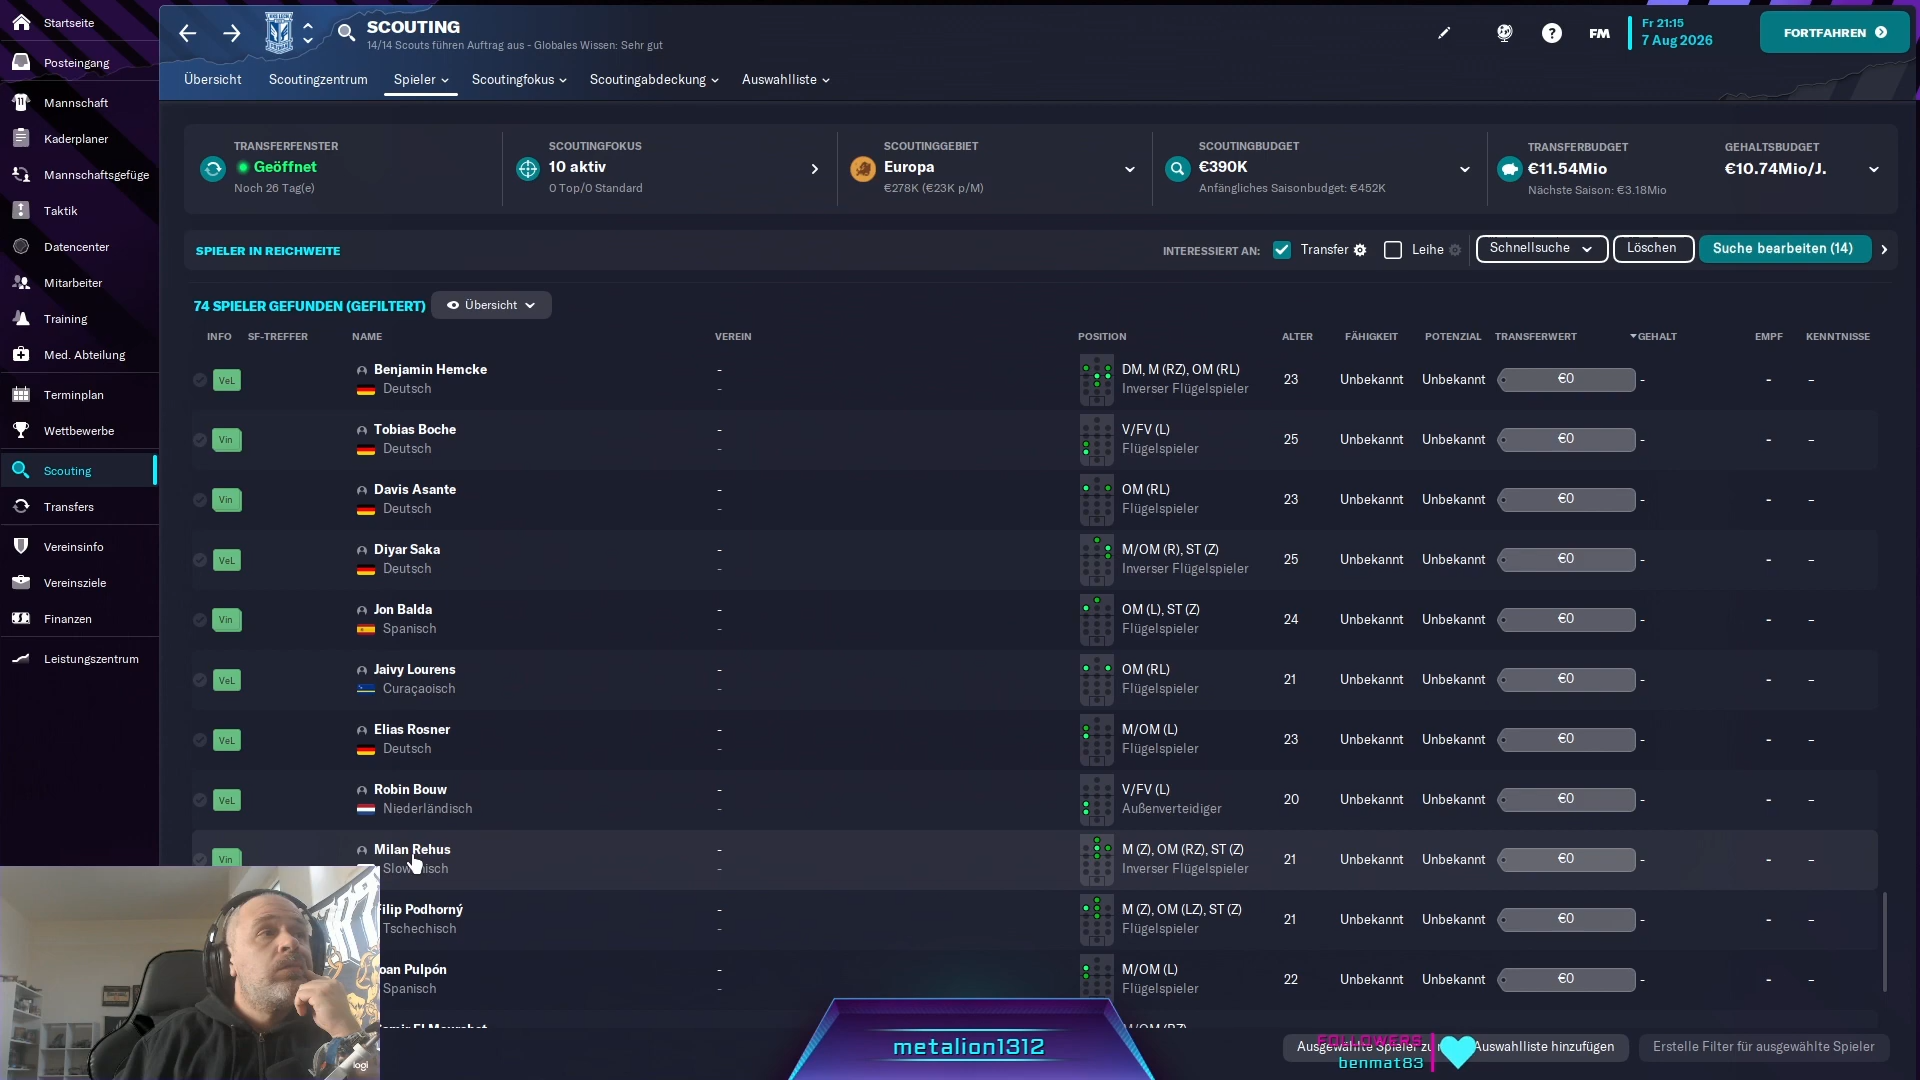 Startseite
Posteingang
Mannschaft
Kaderplaner
Mannschaftsgefüge
Taktik
Datencenter
Mitarbeiter
Training
Med. Abteilung
Terminplan
Wettbewerbe
Scouting
Transfers
Vereinsinfo
Vereinsziele
Finanzen
Leistungszentrum
SCOUTING
14/14 Scouts führen Auftrag aus - Globales Wissen: Sehr gut
FM
Fr 21:15
7 Aug 2026
FORTFAHREN
Übersicht
Scoutingzentrum
Spieler
Scoutingfokus
Scoutingabdeckung
Auswahlliste
TRANSFERFENSTER
Geöffnet
Noch 26 Tag(e)
SCOUTINGFOKUS
10 aktiv
0 Top/0 Standard
SCOUTINGGEBIET
Europa
€278K (€23K p/M)
SCOUTINGBUDGET
€390K
Anfängliches Saisonbudget: €452K
TRANSFERBUDGET
€11.54Mio
Nächste Saison: €3.18Mio
GEHALTSBUDGET
€10.74Mio/J.
SPIELER IN REICHWEITE
INTERESSIERT AN:
Transfer
Leihe
Schnellsuche
Löschen
Suche bearbeiten (14)
74 SPIELER GEFUNDEN (GEFILTERT)
Übersicht
INFO SF-TREFFER NAME VEREIN POSITION ALTER FÄHIGKEIT POTENZIAL TRANSFERWERT GEHALT EMPF KENNTNISSE
VeL Benjamin Hemcke - DM, M (RZ), OM (RL) 23 Unbekannt Unbekannt €0 - - -
Deutsch - Inverser Flügelspieler
Vin Tobias Boche - V/FV (L) 25 Unbekannt Unbekannt €0 - - -
Deutsch - Flügelspieler
Vin Davis Asante - OM (RL) 23 Unbekannt Unbekannt €0 - - -
Deutsch - Flügelspieler
VeL Diyar Saka - M/OM (R), ST (Z) 25 Unbekannt Unbekannt €0 - - -
Deutsch - Inverser Flügelspieler
Vin Jon Balda - OM (L), ST (Z) 24 Unbekannt Unbekannt €0 - - -
Spanisch - Flügelspieler
VeL Jaivy Lourens - OM (RL) 21 Unbekannt Unbekannt €0 - - -
Curaçaoisch - Flügelspieler
VeL Elias Rosner - M/OM (L) 23 Unbekannt Unbekannt €0 - - -
Deutsch - Flügelspieler
VeL Robin Bouw - V/FV (L) 20 Unbekannt Unbekannt €0 - - -
Niederländisch - Außenverteidiger
Vin Milan Rehus - M (Z), OM (RZ), ST (Z) 21 Unbekannt Unbekannt €0 - - -
- Inverser Flügelspieler
Filip Podhorný - M (Z), OM (LZ), ST (Z) 21 Unbekannt Unbekannt €0 - - -
Tschechisch - Flügelspieler
Pulpón - M/OM (L) 22 Unbekannt Unbekannt €0 - - -
Spanisch - Flügelspieler
metalion1312
FOLLOWERS
benmat83
Ausgewählte Spieler
Auswahlliste hinzufügen
Erstelle Filter für ausgewählte Spieler
logi